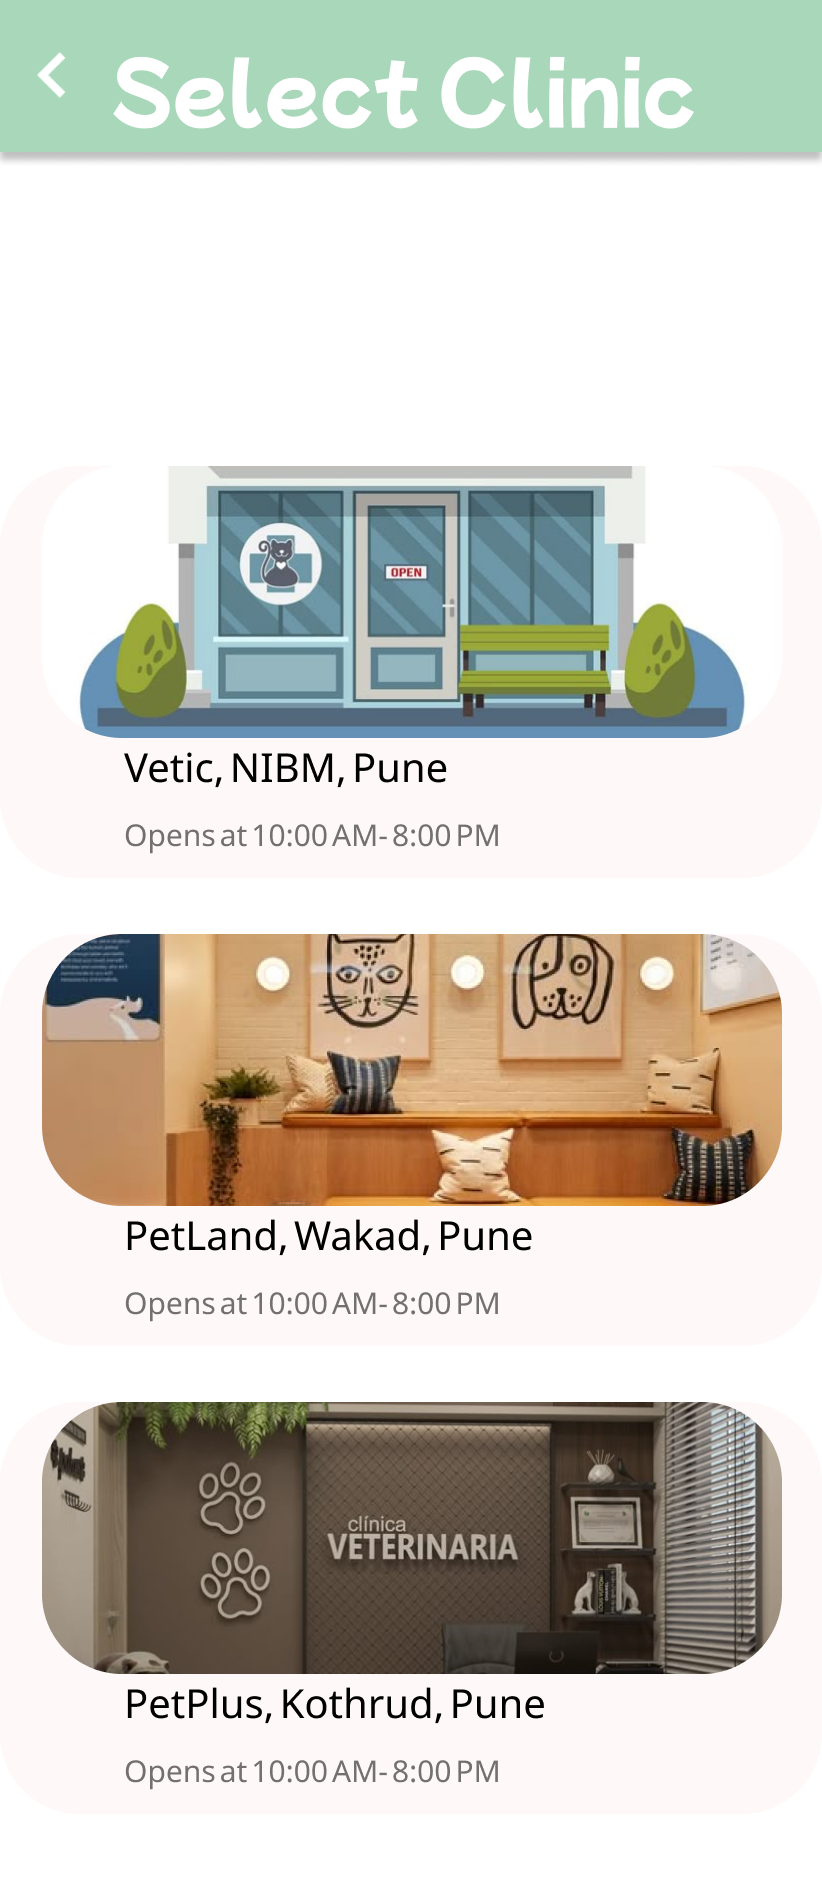 Select Clinic
OPEN
Vetic, NIBM, Pune
Opens at 10:00 AM- 8:00 PM
PetLand, Wakad, Pune
Opens at 10:00 AM- 8:00 PM
clínica
VETERINARIA
PetPlus, Kothrud, Pune
Opens at 10:00 AM- 8:00 PM